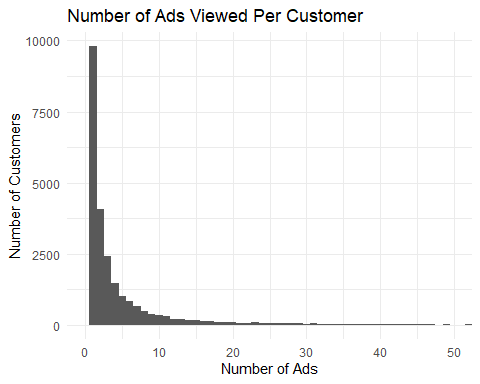 Number of Ads Viewed Per Customer
10000
7500
5000
2500
0
Number of Customers
0 10 20 30 40 50
Number of Ads